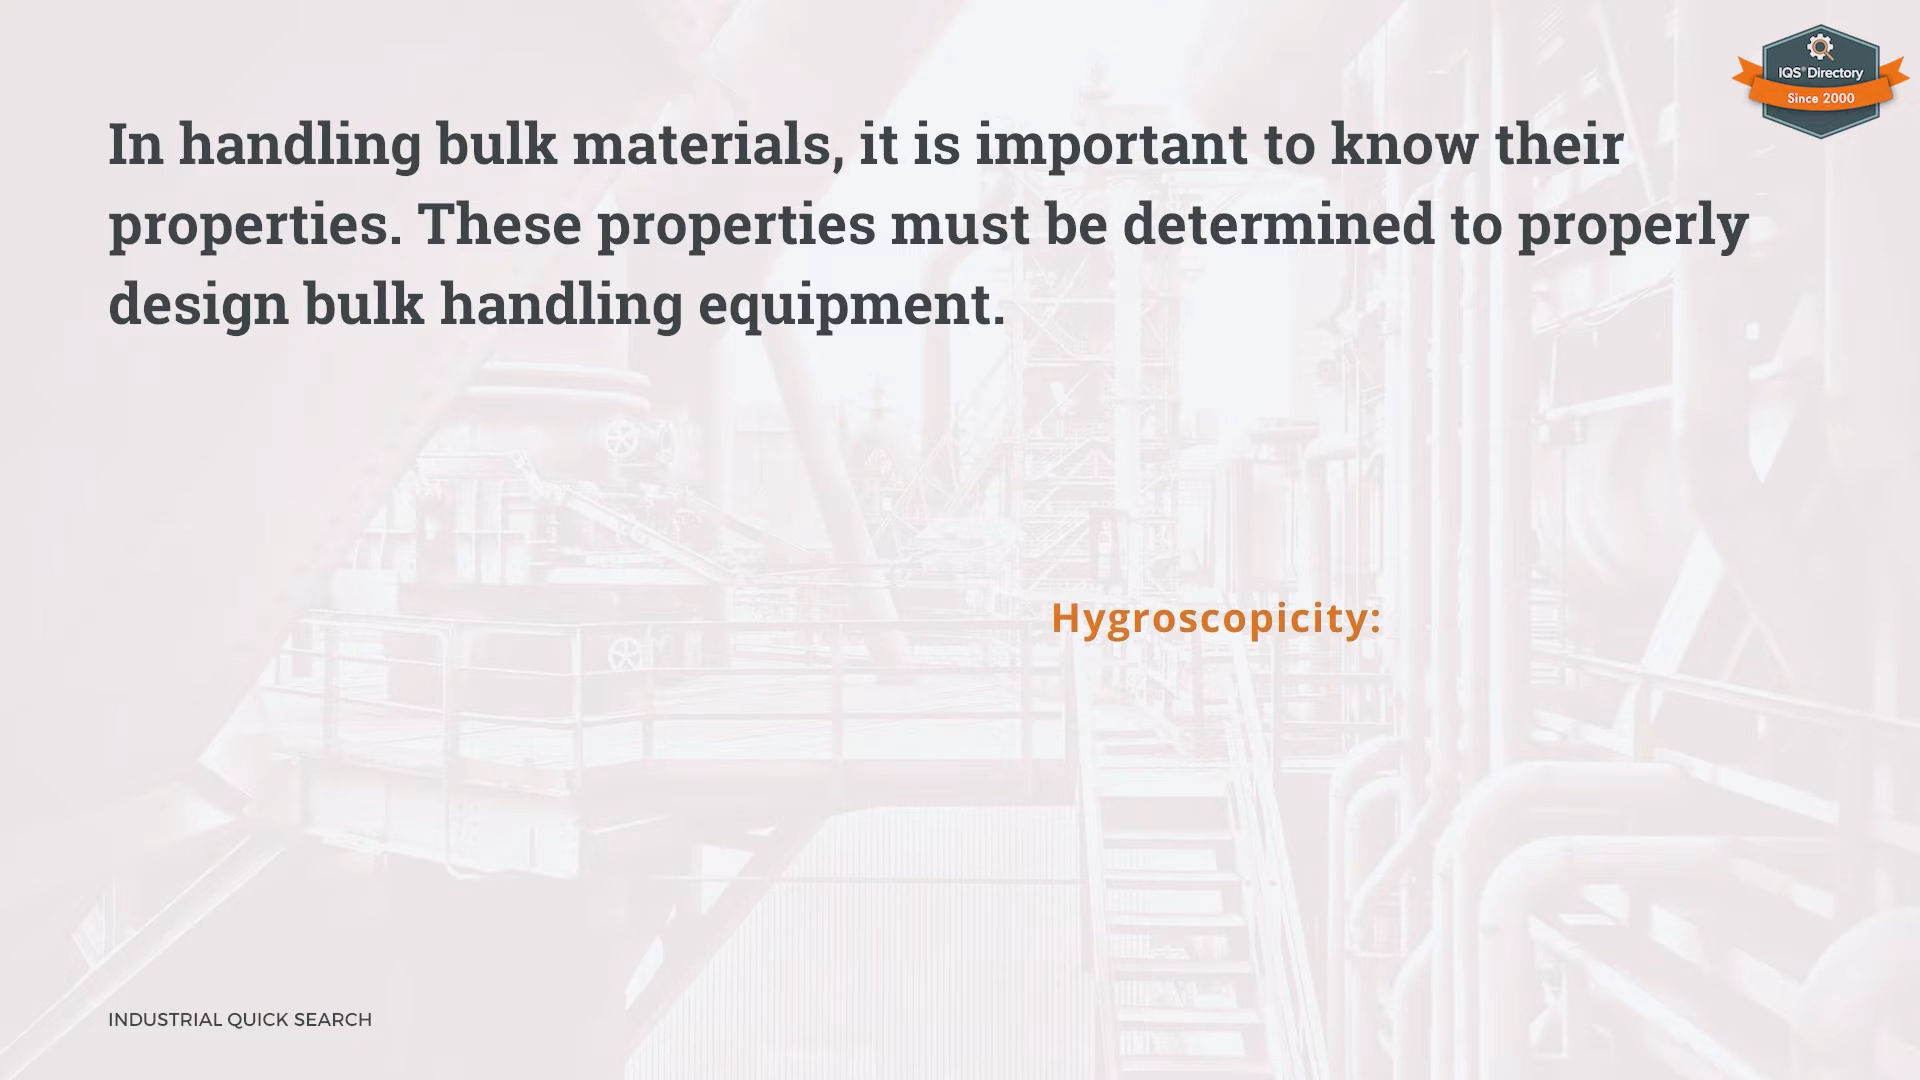 IQS® Directory
Since 2000
In handling bulk materials, it is important to know their
properties. These properties must be determined to properly
design bulk handling equipment.
Hygroscopicity:
INDUSTRIAL QUICK SEARCH